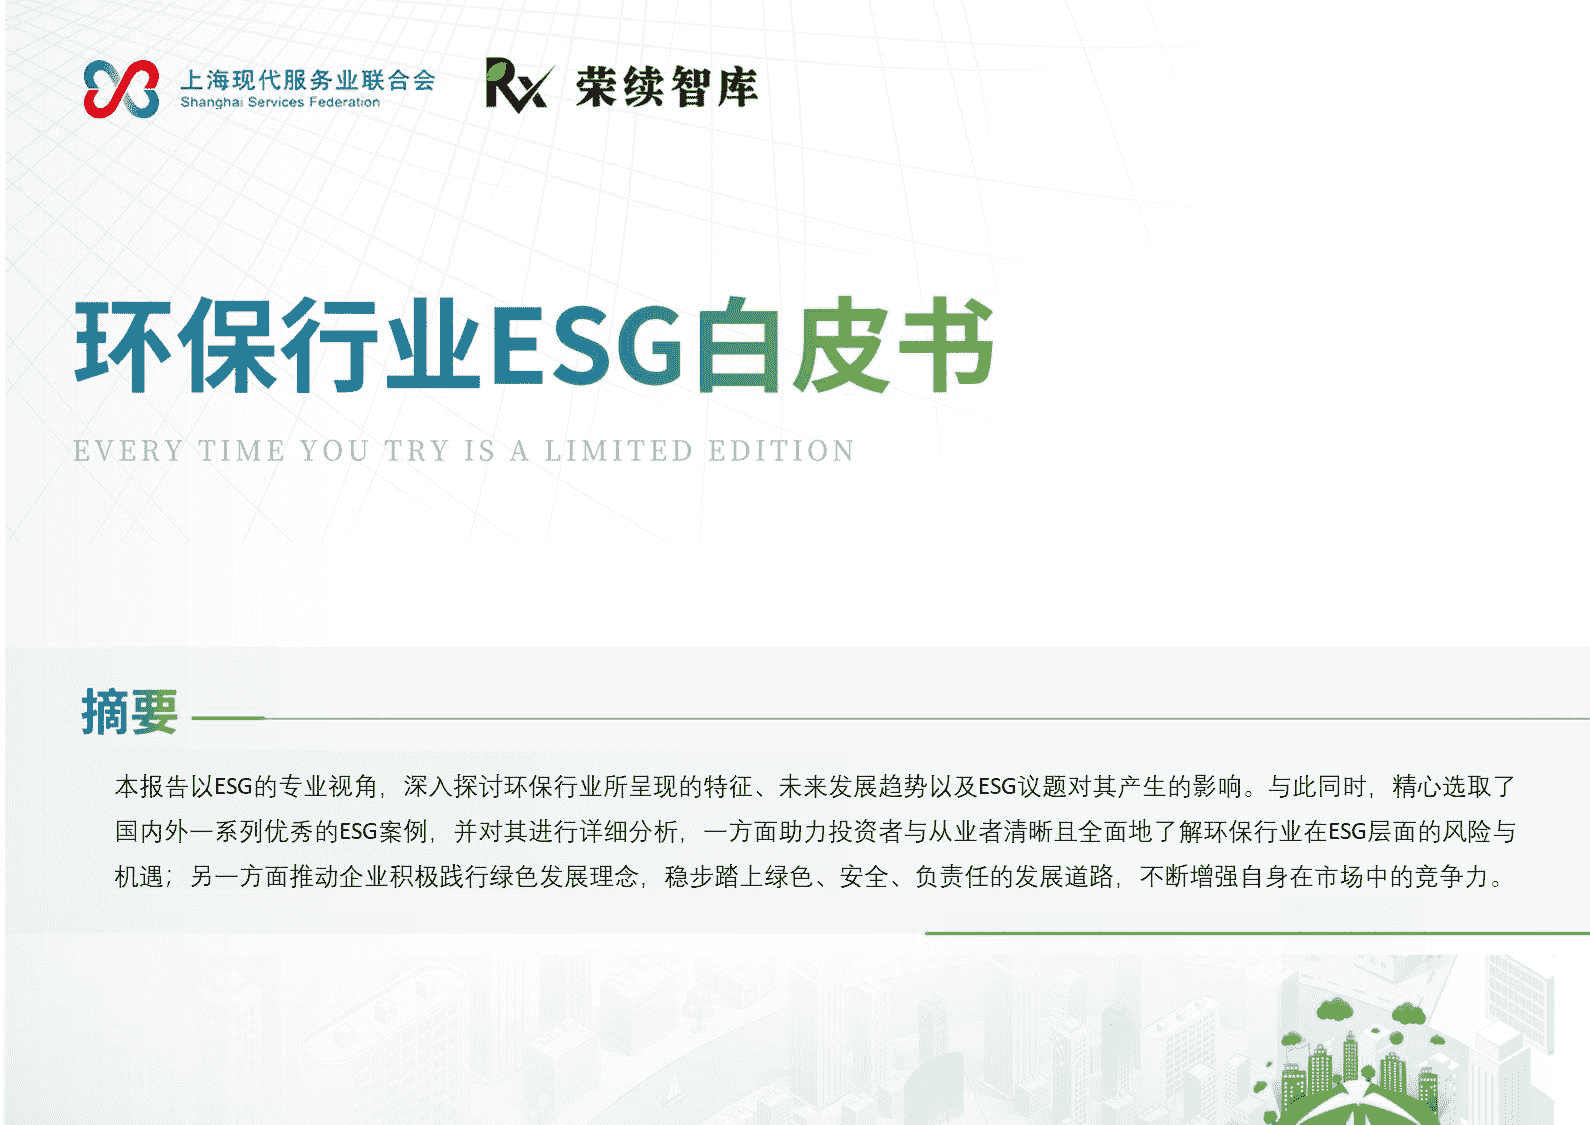 上海现代服务业联合会
Shanghai Services Federation
Rx 荣续智库
环保行业ESG白皮书
EVERY TIME YOU TRY IS A LIMITED EDITION
摘要
本报告以ESG的专业视角，深入探讨环保行业所呈现的特征、未来发展趋势以及ESG议题对其产生的影响。与此同时，精心选取了
国内外一系列优秀的ESG案例，并对其进行详细分析，一方面助力投资者与从业者清晰且全面地了解环保行业在ESG层面的风险与
机遇；另一方面推动企业积极践行绿色发展理念，稳步踏上绿色、安全、负责任的发展道路，不断增强自身在市场中的竞争力。